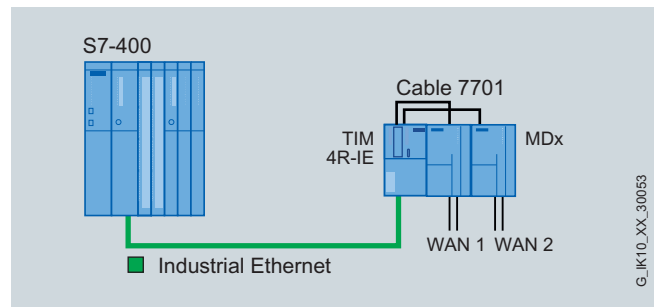 S7-400
Cable 7701
TIM
4R-IE
MDx
WAN 1 WAN 2
Industrial Ethernet
G_IK10_XX_30053